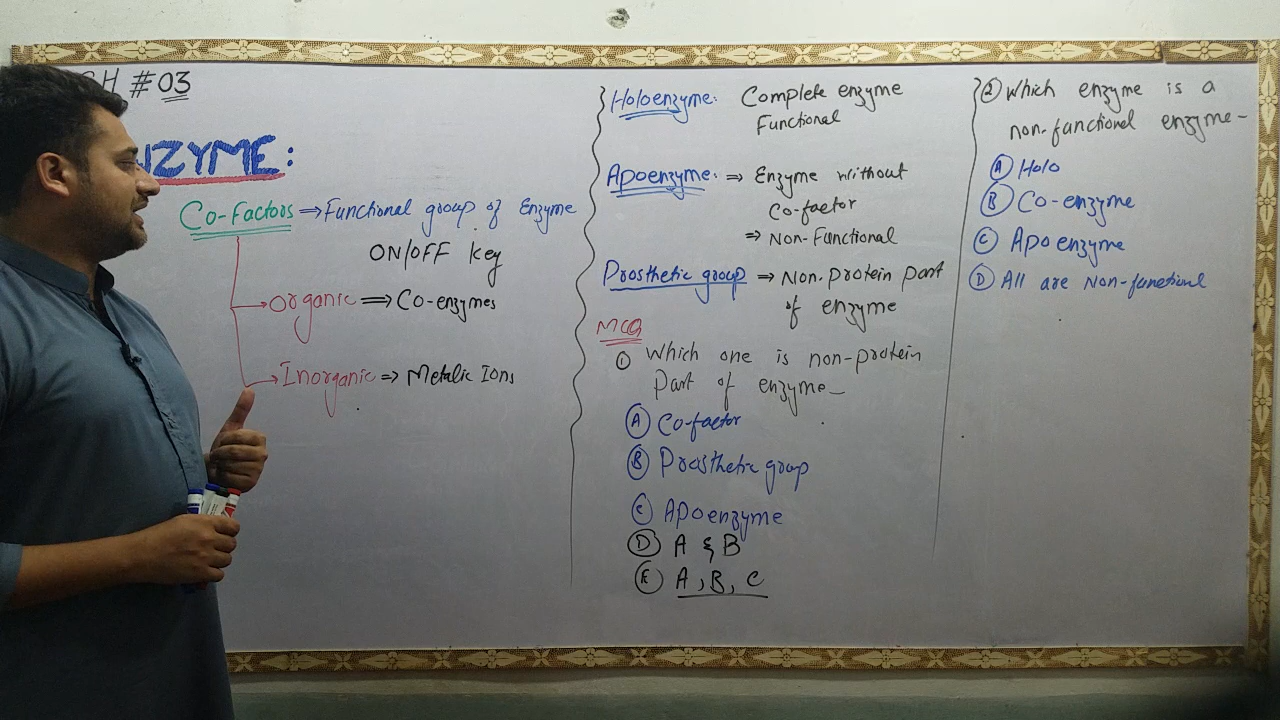 CH # 03
NZYME:
Co-Factors ⇒ Functional group of Enzyme
ON/OFF key
→ Organic ⇒ Co-enzymes
→ Inorganic ⇒ Metalic Ions
Holoenzyme: Complete enzyme
Functional
Apoenzyme: ⇒ Enzyme without
Co-factor
⇒ Non-Functional
Prosthetic group → Non-protein part
of enzyme
MCQ
① Which one is non-protein
Part of enzyme—
Ⓐ Co-factor
Ⓑ Prosthetic group
Ⓒ Apoenzyme
Ⓓ A & B
Ⓔ A, B, C
② Which enzyme is a
non-functional enzyme—
Ⓐ Holo
Ⓑ Co-enzyme
Ⓒ Apoenzyme
Ⓓ All are Non-functional